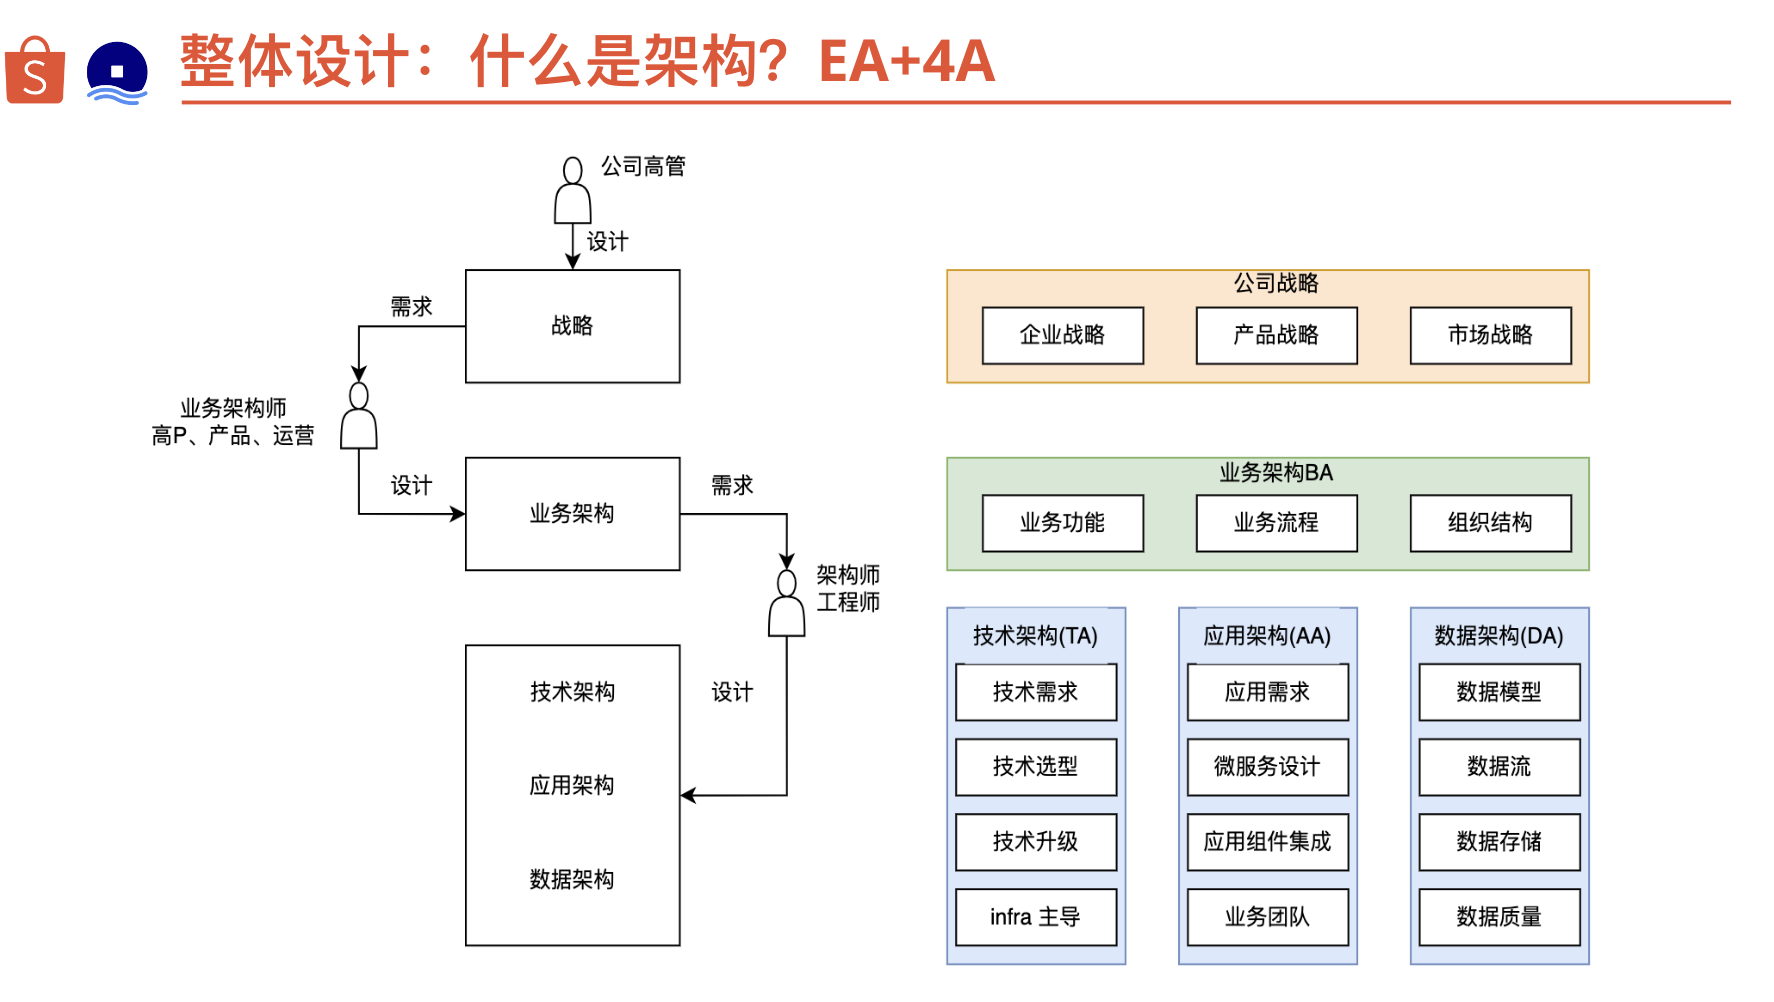 整体设计：什么是架构？EA+4A
公司高管
设计
需求
战略
业务架构师
高P、产品、运营
设计
业务架构
需求
架构师
工程师
设计
技术架构
应用架构
数据架构
公司战略
企业战略
产品战略
市场战略
业务架构BA
业务功能
业务流程
组织结构
技术架构(TA)
技术需求
技术选型
技术升级
infra 主导
应用架构(AA)
应用需求
微服务设计
应用组件集成
业务团队
数据架构(DA)
数据模型
数据流
数据存储
数据质量